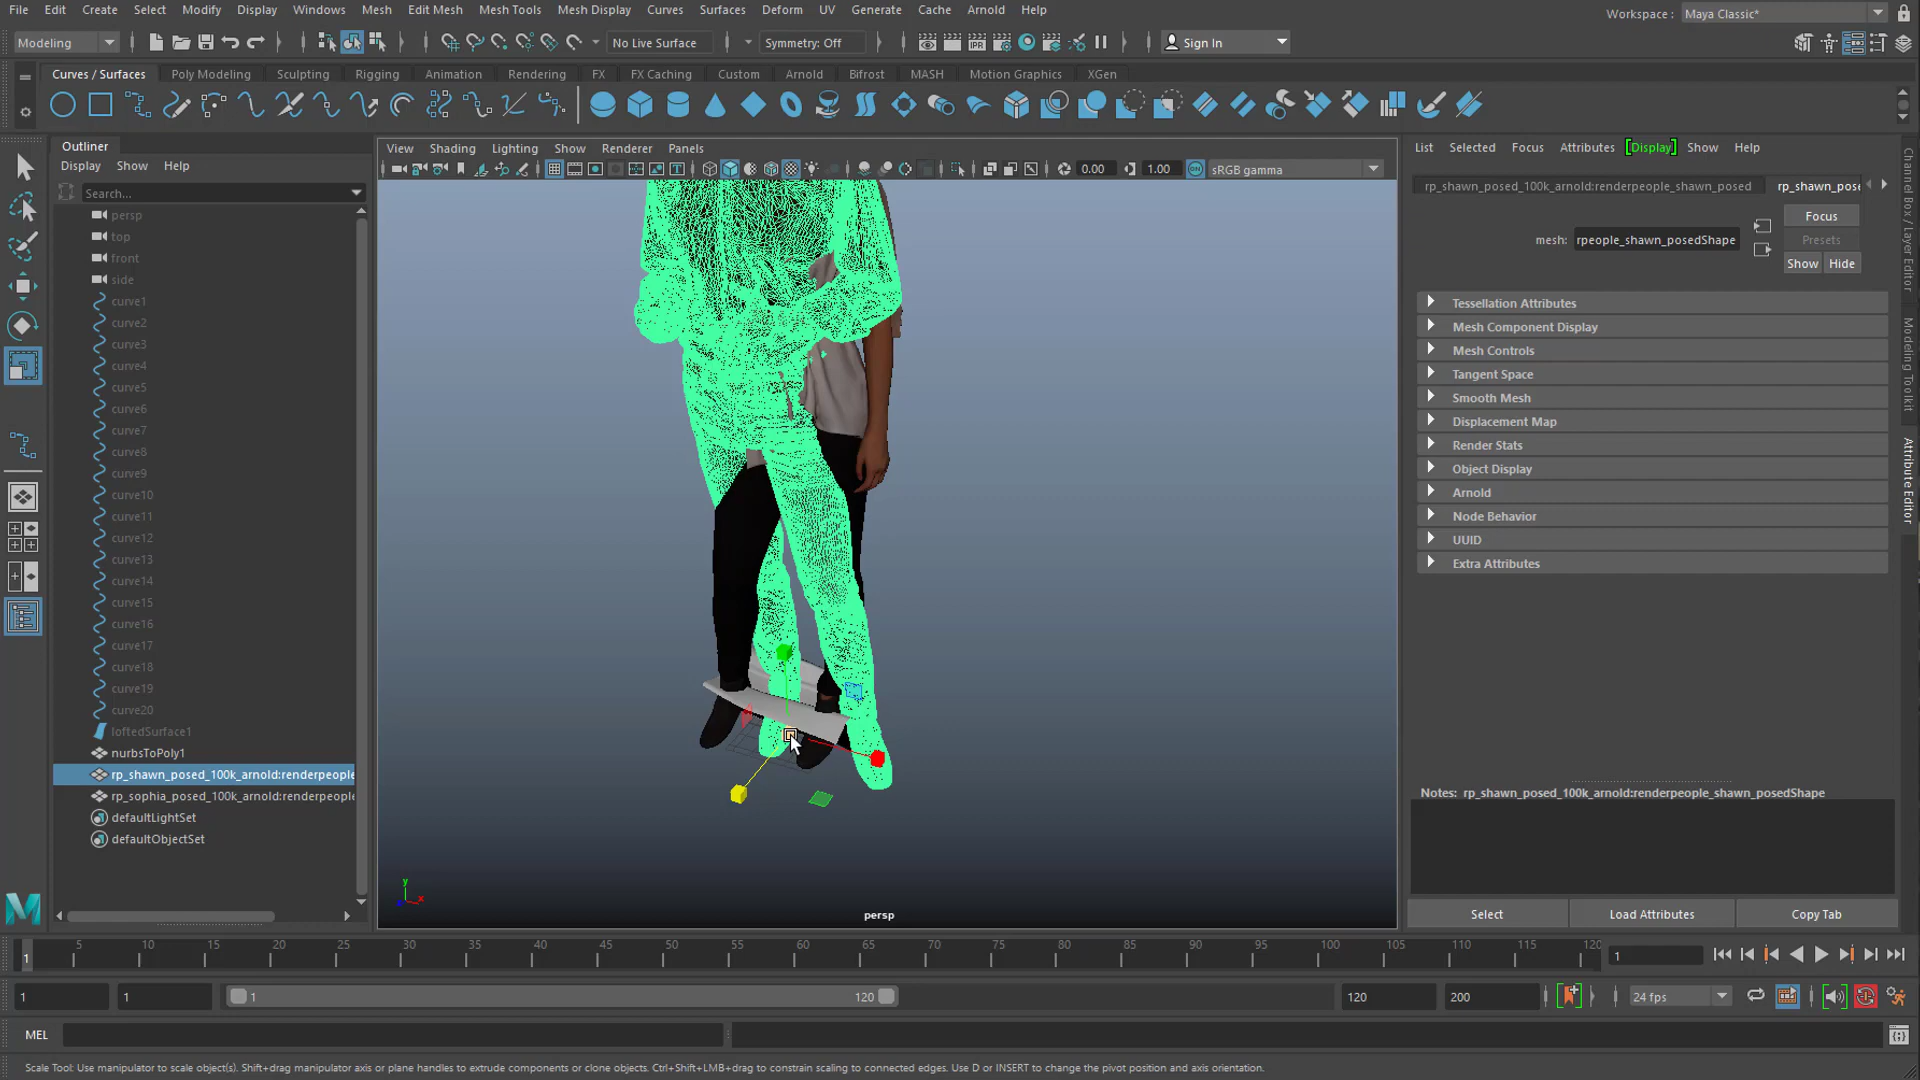 File Edit Create Select Modify Display Windows Mesh Edit Mesh Mesh Tools Mesh Display Curves Surfaces Deform UV Generate Cache Arnold Help
Workspace : Maya Classic*
Modeling No Live Surface Symmetry: Off Sign In
Curves / Surfaces Poly Modeling Sculpting Rigging Animation Rendering FX FX Caching Custom Arnold Bifrost MASH Motion Graphics XGen
Outliner
Display Show Help
Search...
persp
top
front
side
curve1
curve2
curve3
curve4
curve5
curve6
curve7
curve8
curve9
curve10
curve11
curve12
curve13
curve14
curve15
curve16
curve17
curve18
curve19
curve20
loftedSurface1
nurbsToPoly1
rp_shawn_posed_100k_arnold:renderpeople
rp_sophia_posed_100k_arnold:renderpeople
defaultLightSet
defaultObjectSet
View Shading Lighting Show Renderer Panels
0.00 1.00 ON sRGB gamma
y
x
persp
List Selected Focus Attributes [Display] Show Help
rp_shawn_posed_100k_arnold:renderpeople_shawn_posed rp_shawn_pose
Focus
mesh: rpeople_shawn_posedShape
Presets
Show Hide
Tessellation Attributes
Mesh Component Display
Mesh Controls
Tangent Space
Smooth Mesh
Displacement Map
Render Stats
Object Display
Arnold
Node Behavior
UUID
Extra Attributes
Notes: rp_shawn_posed_100k_arnold:renderpeople_shawn_posedShape
Select Load Attributes Copy Tab
Channel Box / Layer Editor
Modeling Toolkit
Attribute Editor
1 5 10 15 20 25 30 35 40 45 50 55 60 65 70 75 80 85 90 95 100 105 110 115 120
1
1 1 1 120 120 200 24 fps
MEL
Scale Tool: Use manipulator to scale object(s). Shift+drag manipulator axis or plane handles to extrude components or clone objects. Ctrl+Shift+LMB+drag to constrain scaling to connected edges. Use D or INSERT to change the pivot position and axis orientation.